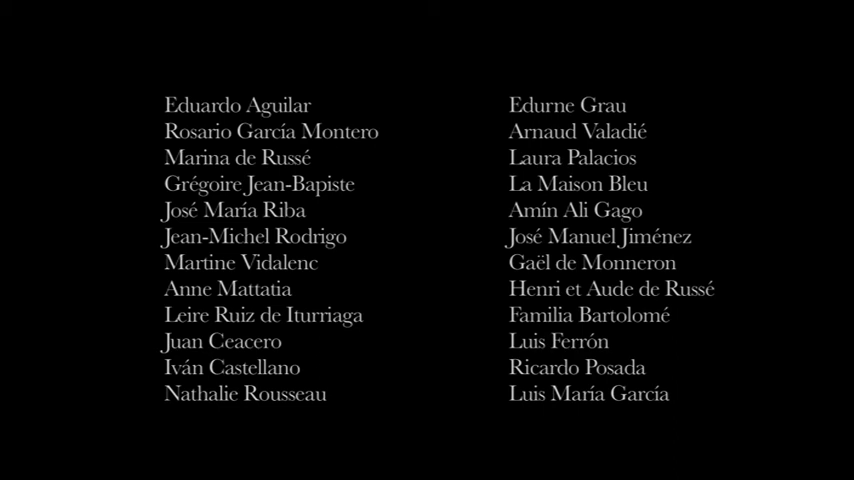 Eduardo Aguilar
Rosario García Montero
Marina de Russé
Grégoire Jean-Bapiste
José María Riba
Jean-Michel Rodrigo
Martine Vidalenc
Anne Mattatia
Leire Ruiz de Iturriaga
Juan Ceacero
Iván Castellano
Nathalie Rousseau
Edurne Grau
Arnaud Valadié
Laura Palacios
La Maison Bleu
Amín Ali Gago
José Manuel Jiménez
Gaël de Monneron
Henri et Aude de Russé
Familia Bartolomé
Luis Ferrón
Ricardo Posada
Luis María García